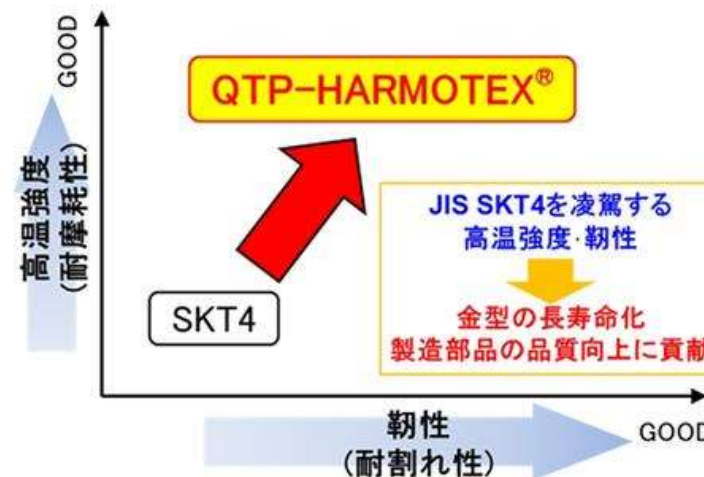 GOOD
高温強度
(耐摩耗性)
QTP-HARMOTEX®
SKT4
JIS SKT4を凌駕する
高温強度·靭性
金型の長寿命化
製造部品の品質向上に貢献
靭性
(耐割れ性)
GOOD